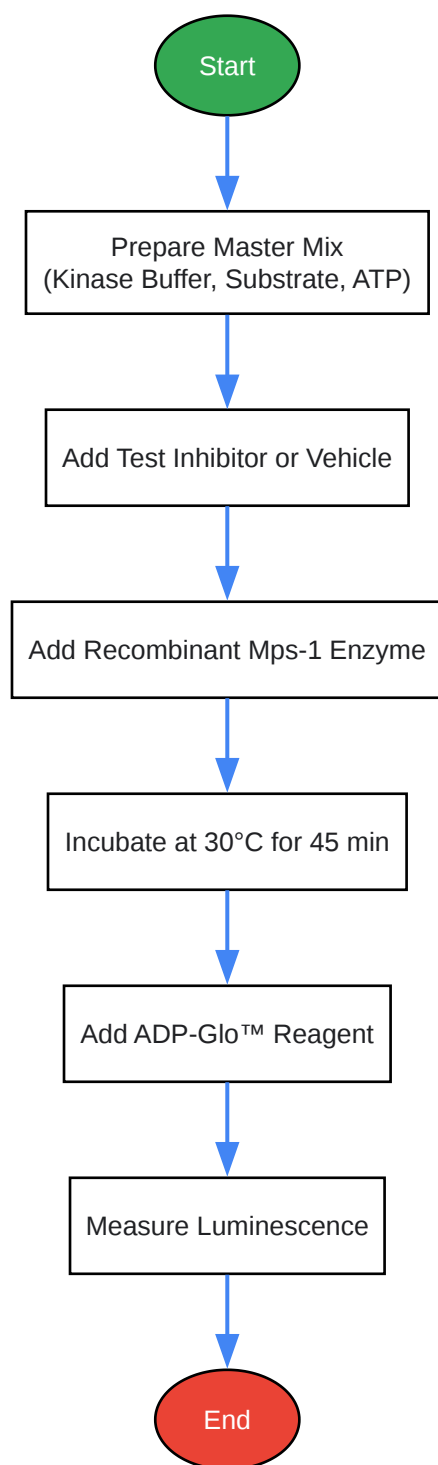 Start
Prepare Master Mix
(Kinase Buffer, Substrate, ATP)
Add Test Inhibitor or Vehicle
Add Recombinant Mps-1 Enzyme
Incubate at 30°C for 45 min
Add ADP-Glo™ Reagent
Measure Luminescence
End